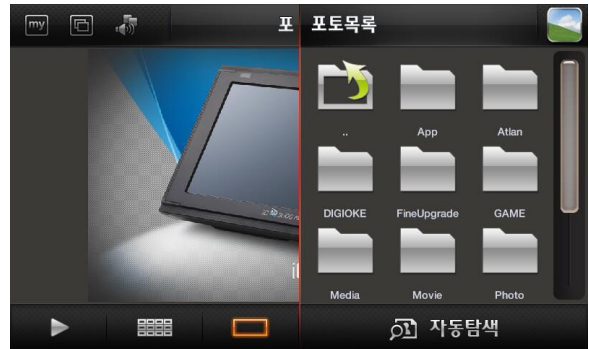 my
포
포토목록
..
App
Atlan
DIGIOKE
FineUpgrade
GAME
Media
Movie
Photo
자동탐색